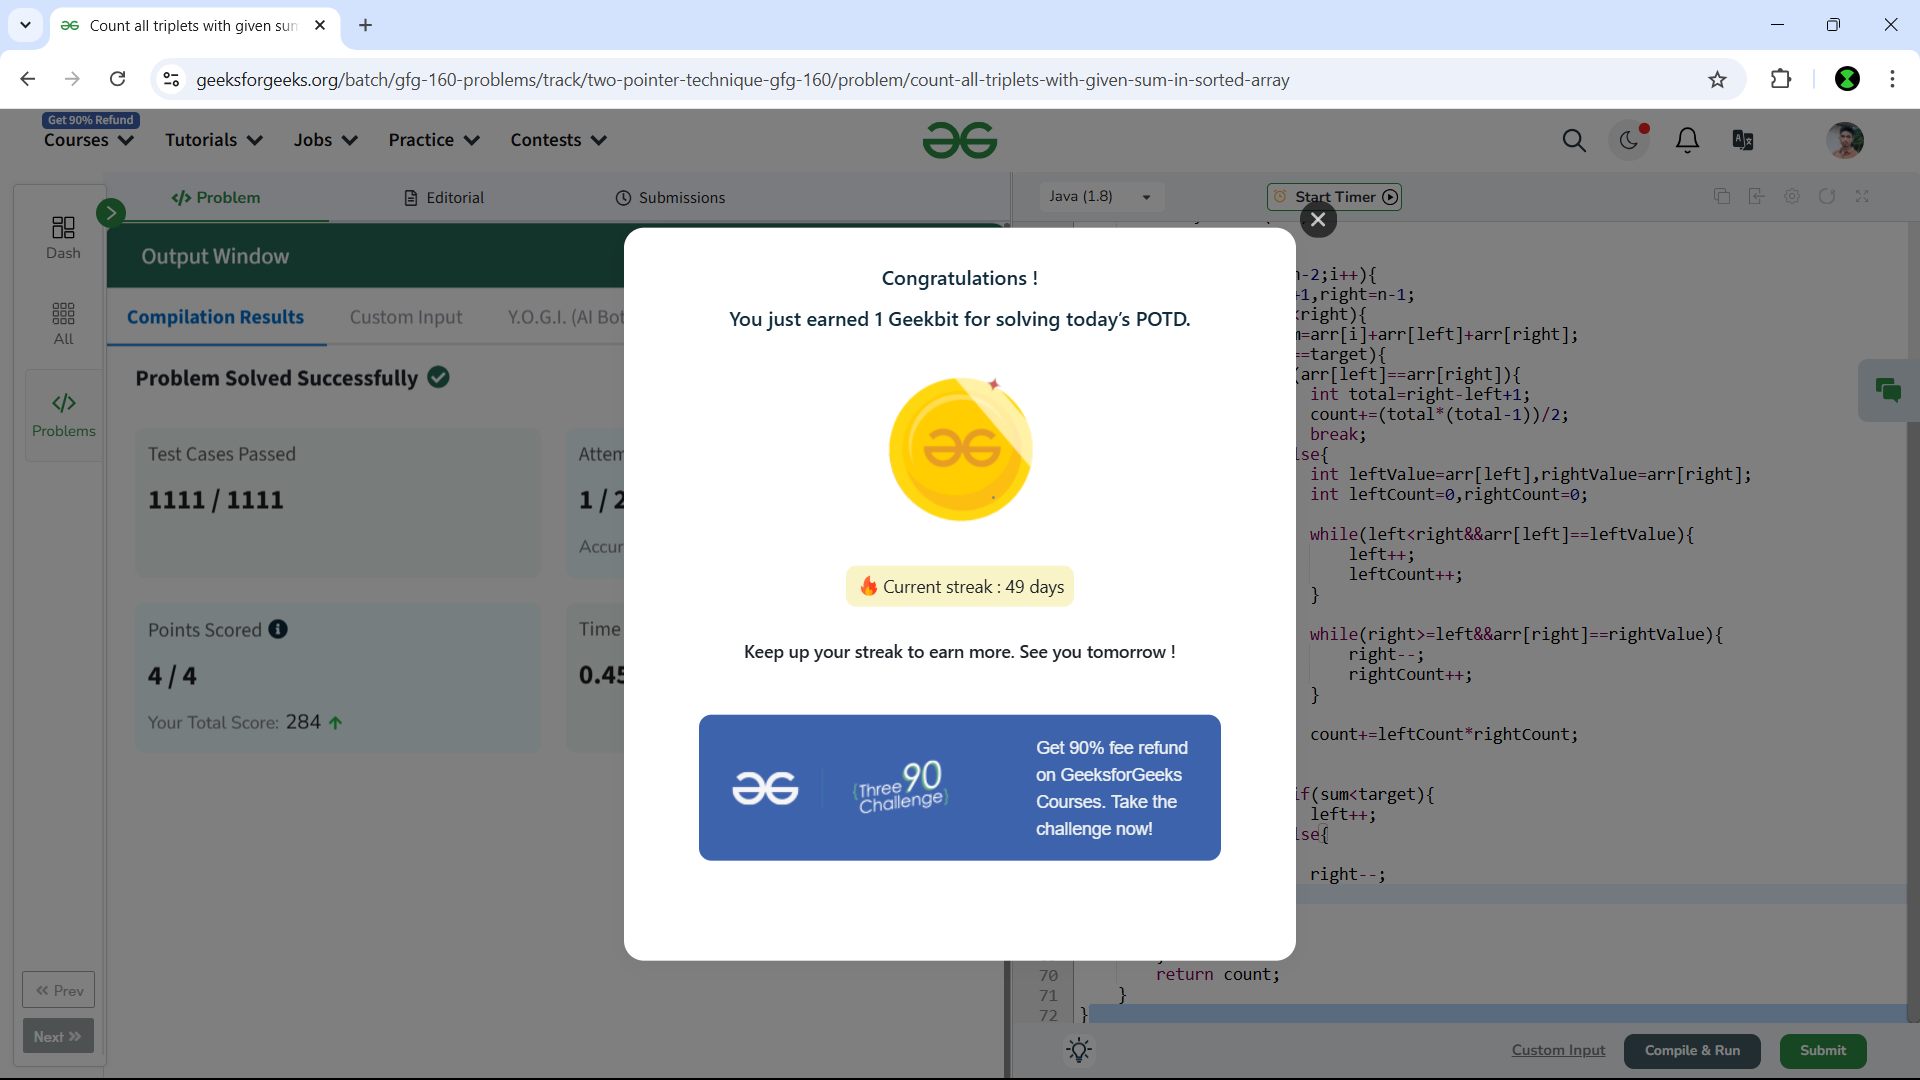 Count all triplets with given sum
geeksforgeeks.org/batch/gfg-160-problems/track/two-pointer-technique-gfg-160/problem/count-all-triplets-with-given-sum-in-sorted-array
Get 90% Refund
Courses
Tutorials
Jobs
Practice
Contests
Problem
Editorial
Submissions
Java (1.8)
Start Timer
Dash
All
Problems
Prev
Next
Output Window
Compilation Results
Custom Input
Y.O.G.I. (AI Bot
Problem Solved Successfully
Test Cases Passed
1111 / 1111
Attem
1 / 2
Accur
Points Scored
4 / 4
Your Total Score: 284
Time
0.45
Congratulations !
You just earned 1 Geekbit for solving today's POTD.
Current streak : 49 days
Keep up your streak to earn more. See you tomorrow !
{Three 90
Challenge}
Get 90% fee refund
on GeeksforGeeks
Courses. Take the
challenge now!
-2;i++){
+1,right=n-1;
right){
=arr[i]+arr[left]+arr[right];
==target){
(arr[left]==arr[right]){
int total=right-left+1;
count+=(total*(total-1))/2;
break;
lse{
int leftValue=arr[left],rightValue=arr[right];
int leftCount=0,rightCount=0;
while(left<right&&arr[left]==leftValue){
left++;
leftCount++;
}
while(right>=left&&arr[right]==rightValue){
right--;
rightCount++;
}
count+=leftCount*rightCount;
if(sum<target){
left++;
lse{
right--;
70 return count;
71 }
72 }
Custom Input
Compile & Run
Submit